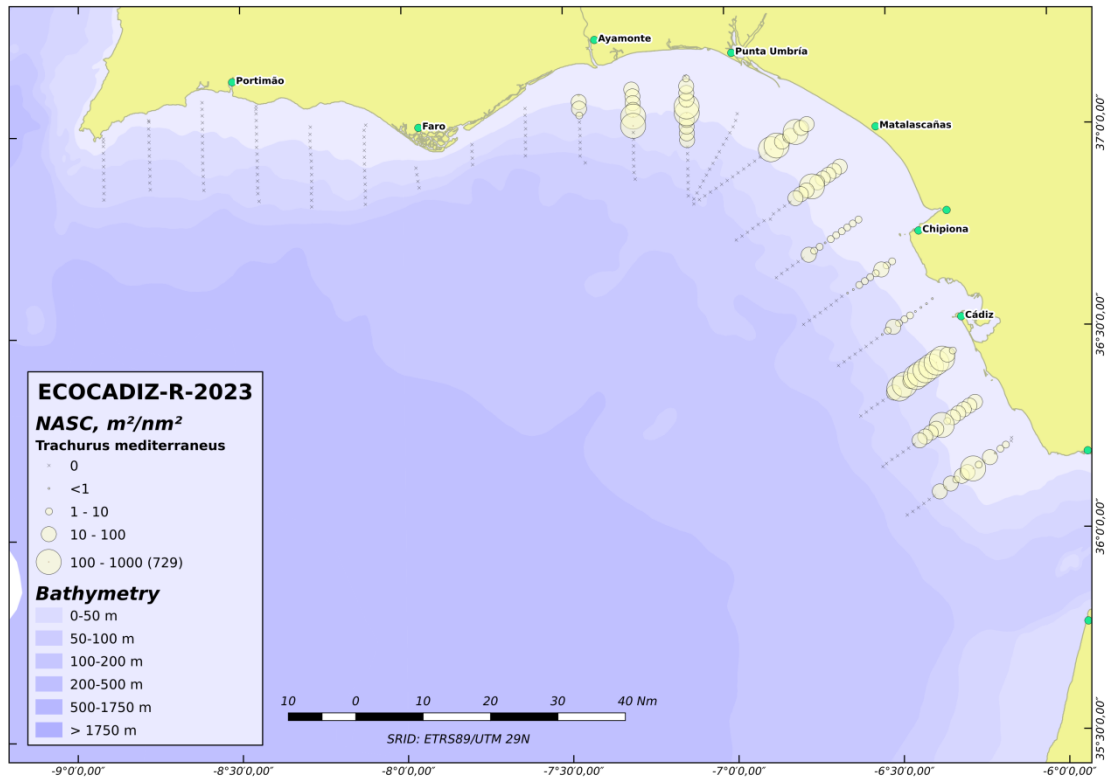 Ayamonte
Punta Umbría
Portimão
Faro
Matalascañas
Chipiona
Cádiz
37°0'0,00"
36°30'0,00"
36°0'0,00"
35°30'0,00"
ECOCADIZ-R-2023
NASC, m²/nm²
Trachurus mediterraneus
0
<1
1 - 10
10 - 100
100 - 1000 (729)
Bathymetry
0-50 m
50-100 m
100-200 m
200-500 m
500-1750 m
> 1750 m
10 0 10 20 30 40 Nm
SRID: ETRS89/UTM 29N
-9°0'0,00" -8°30'0,00" -8°0'0,00" -7°30'0,00" -7°0'0,00" -6°30'0,00" -6°0'0,00"